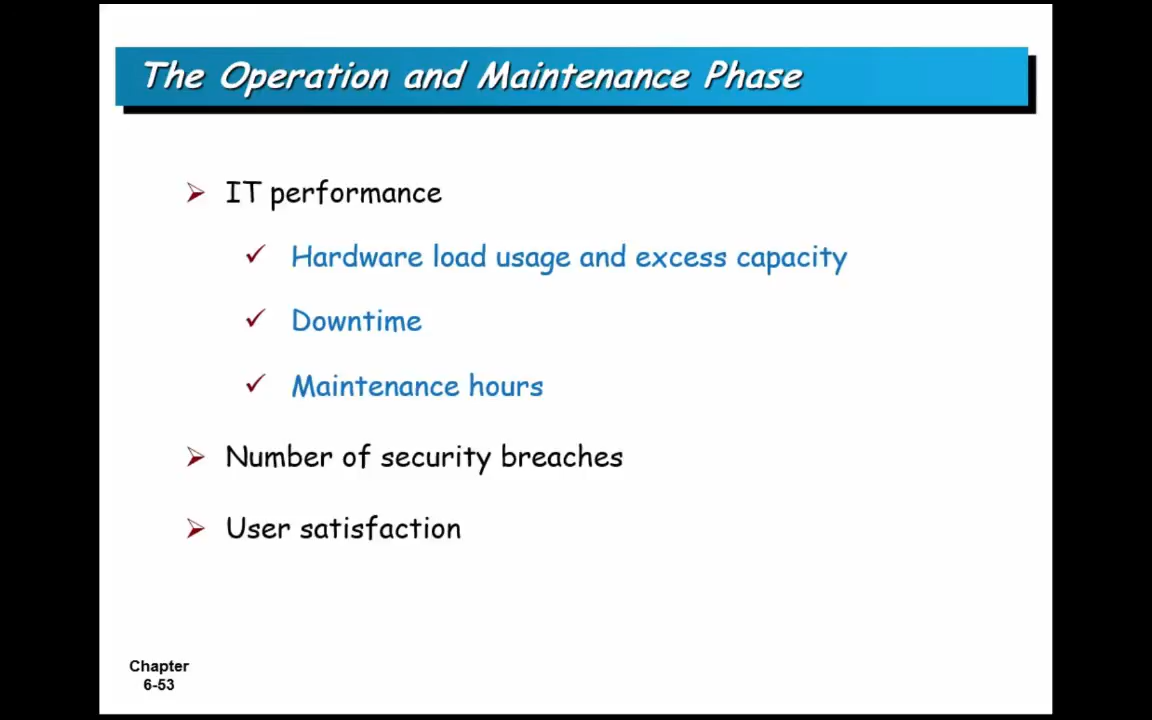 The Operation and Maintenance Phase
IT performance
Hardware load usage and excess capacity
Downtime
Maintenance hours
Number of security breaches
User satisfaction
Chapter
6-53